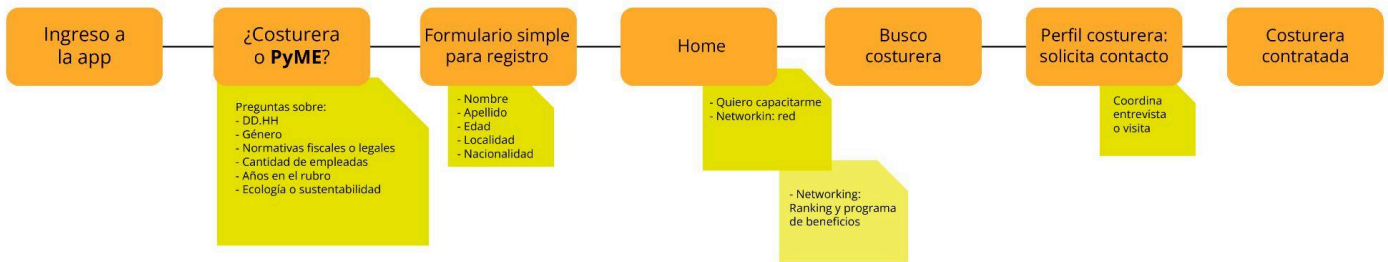 Ingreso a
la app
¿Costurera
o PyME?
Formulario simple
para registro
Home
Busco
costurera
Perfil costurera:
solicita contacto
Costurera
contratada
Preguntas sobre:
- DD.HH
- Género
- Normativas fiscales o legales
- Cantidad de empleadas
- Años en el rubro
- Ecología o sustentabilidad
- Nombre
- Apellido
- Edad
- Localidad
- Nacionalidad
- Quiero capacitarme
- Networkin: red
- Networking:
Ranking y programa
de beneficios
Coordina
entrevista
o visita